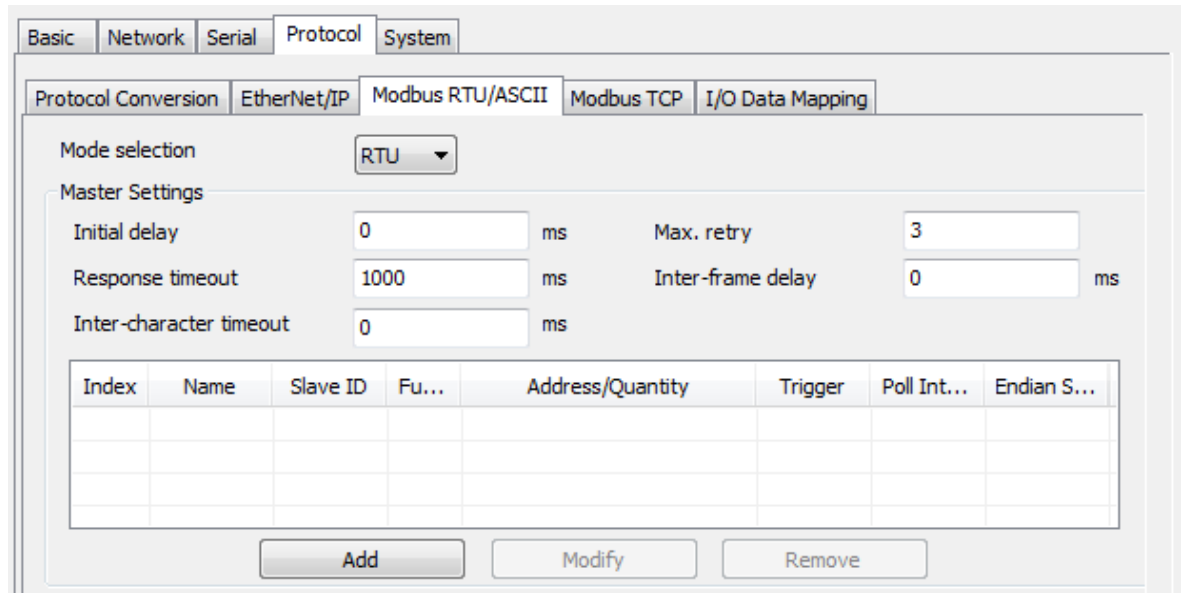 Basic Network Serial Protocol System
Protocol Conversion EtherNet/IP Modbus RTU/ASCII Modbus TCP I/O Data Mapping
Mode selection RTU
Master Settings
Initial delay 0 ms Max. retry 3
Response timeout 1000 ms Inter-frame delay 0 ms
Inter-character timeout 0 ms
Index Name Slave ID Fu... Address/Quantity Trigger Poll Int... Endian S...
Add Modify Remove